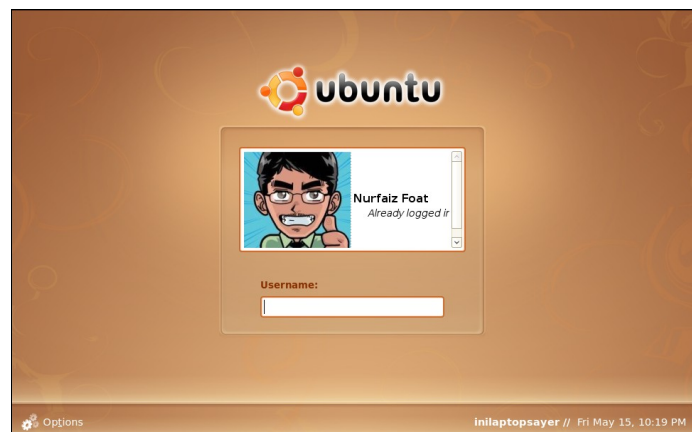 ubuntu
Nurfaiz Foat
Already logged in
Username:
Options
inilaptopsayer // Fri May 15, 10:19 PM